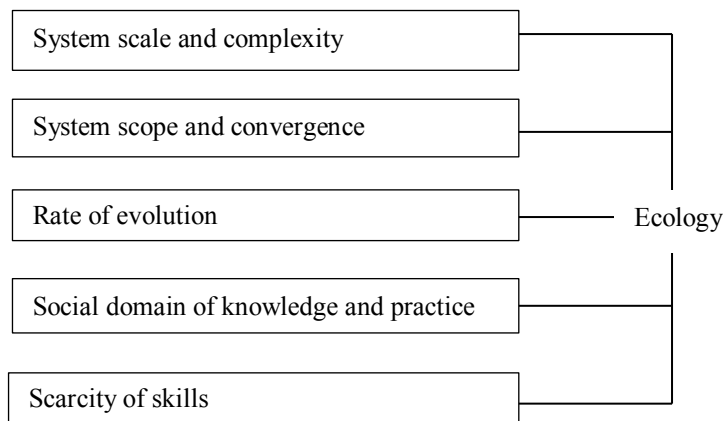 System scale and complexity
System scope and convergence
Rate of evolution
Ecology
Social domain of knowledge and practice
Scarcity of skills